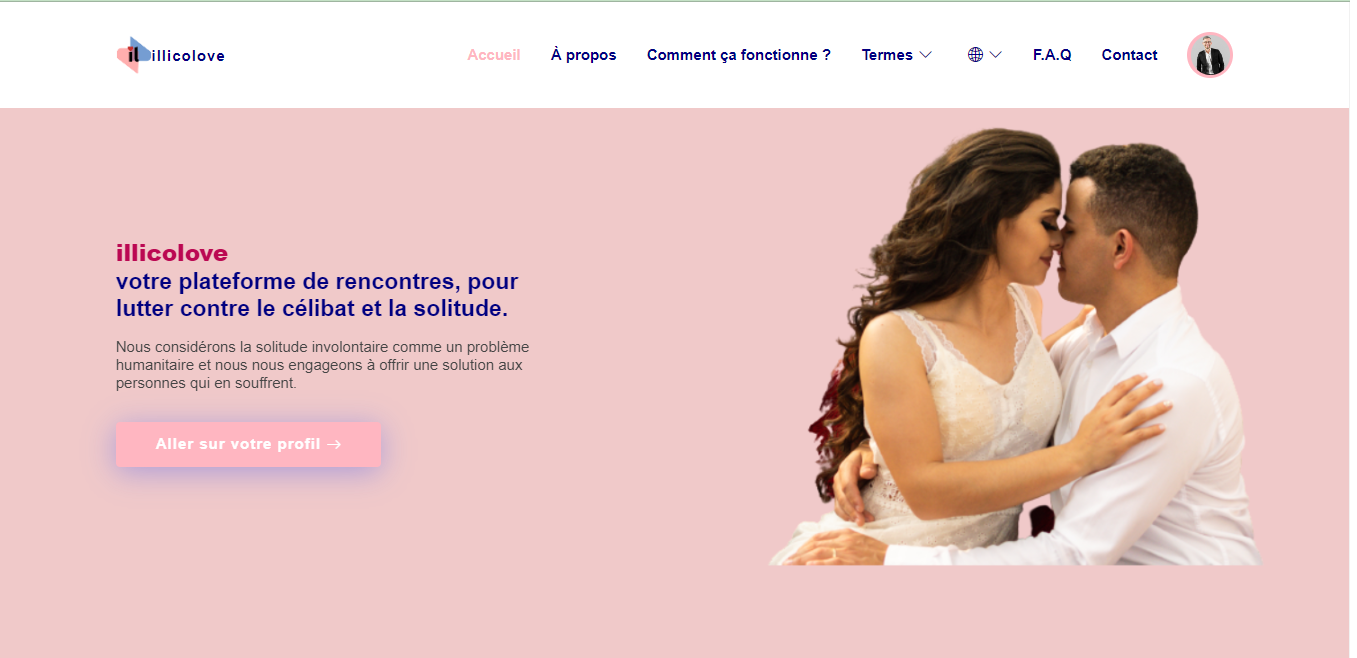 il illicolove
Accueil À propos Comment ça fonctionne ? Termes F.A.Q Contact
illicolove
votre plateforme de rencontres, pour
lutter contre le célibat et la solitude.
Nous considérons la solitude involontaire comme un problème
humanitaire et nous nous engageons à offrir une solution aux
personnes qui en souffrent.
Aller sur votre profil →